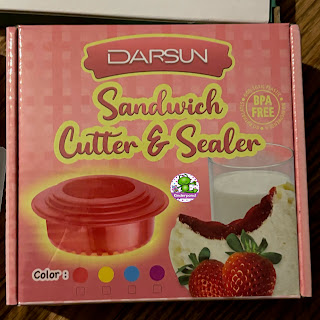 DARSUN
Sandwich
Cutter & Sealer
BPA
FREE
Color :